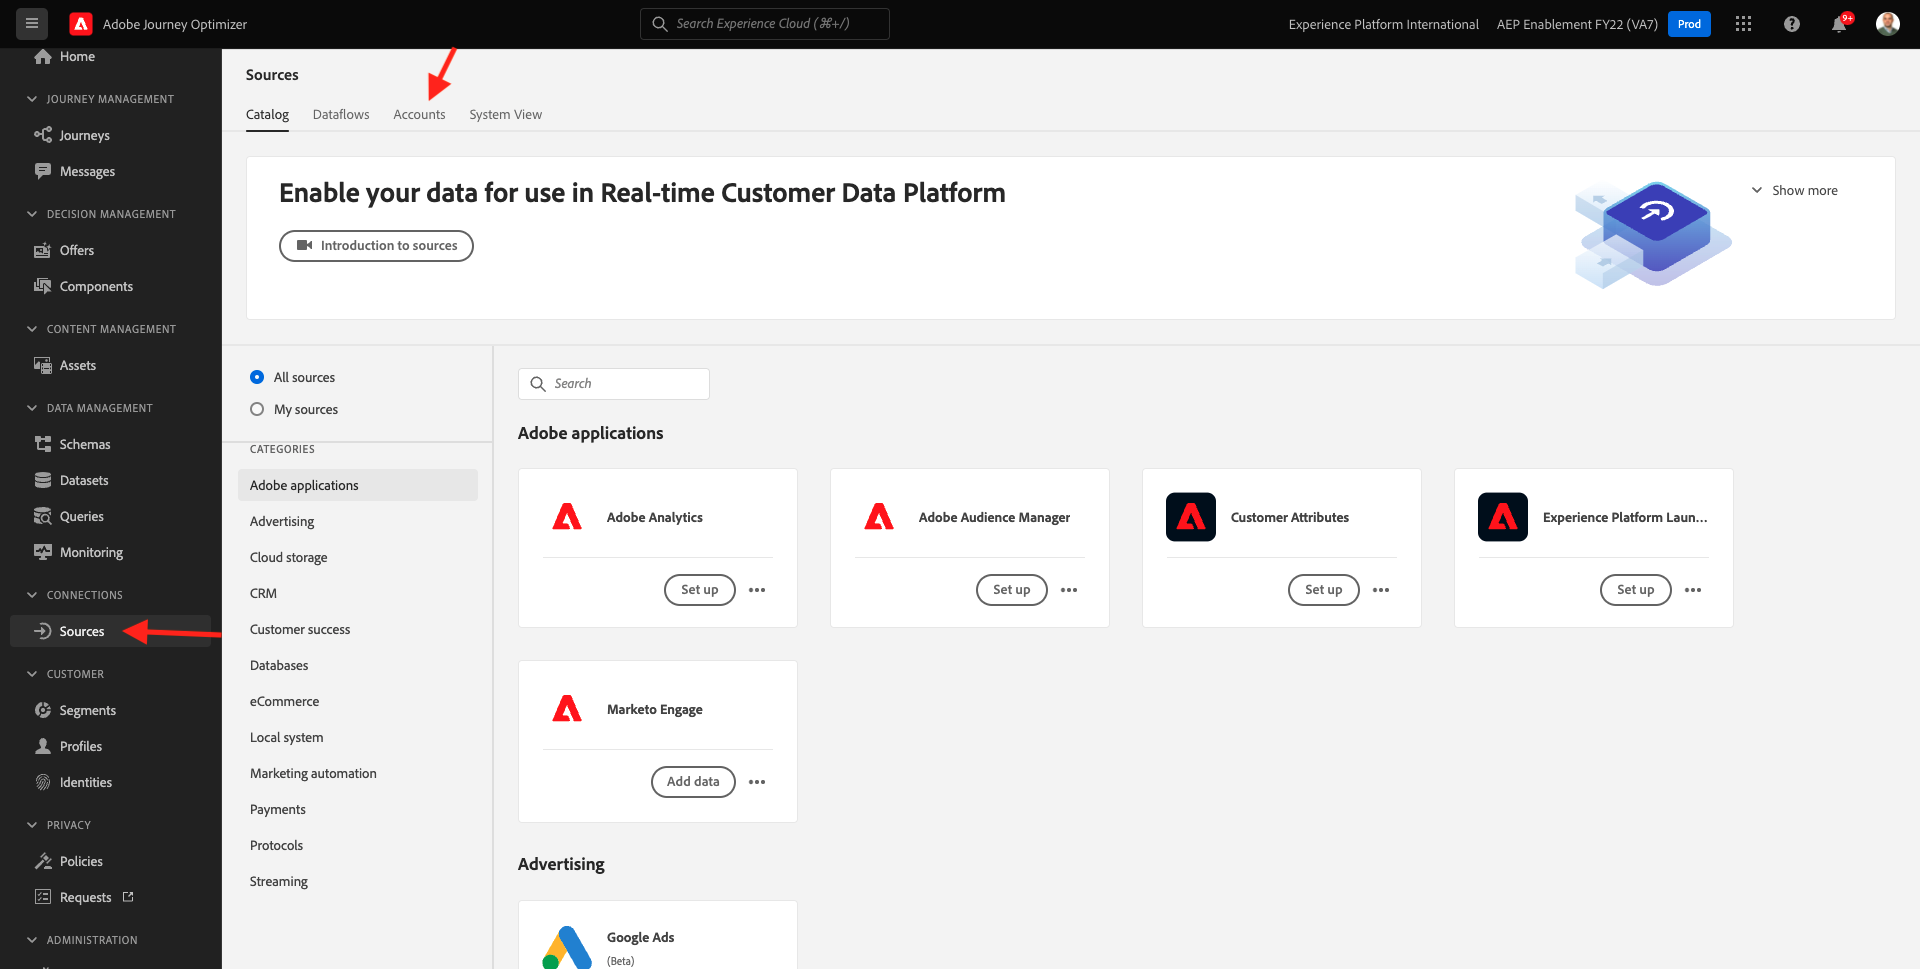 Adobe Journey Optimizer
Search Experience Cloud (⌘+/)
Experience Platform International
AEP Enablement FY22 (VA7)
Prod
9+
Home
JOURNEY MANAGEMENT
Journeys
Messages
DECISION MANAGEMENT
Offers
Components
CONTENT MANAGEMENT
Assets
DATA MANAGEMENT
Schemas
Datasets
Queries
Monitoring
CONNECTIONS
Sources
CUSTOMER
Segments
Profiles
Identities
PRIVACY
Policies
Requests
ADMINISTRATION
Sources
Catalog
Dataflows
Accounts
System View
Enable your data for use in Real-time Customer Data Platform
Introduction to sources
Show more
All sources
My sources
CATEGORIES
Adobe applications
Advertising
Cloud storage
CRM
Customer success
Databases
eCommerce
Local system
Marketing automation
Payments
Protocols
Streaming
Search
Adobe applications
Adobe Analytics
Set up
Adobe Audience Manager
Set up
Customer Attributes
Set up
Experience Platform Laun...
Set up
Marketo Engage
Add data
Advertising
Google Ads
(Beta)